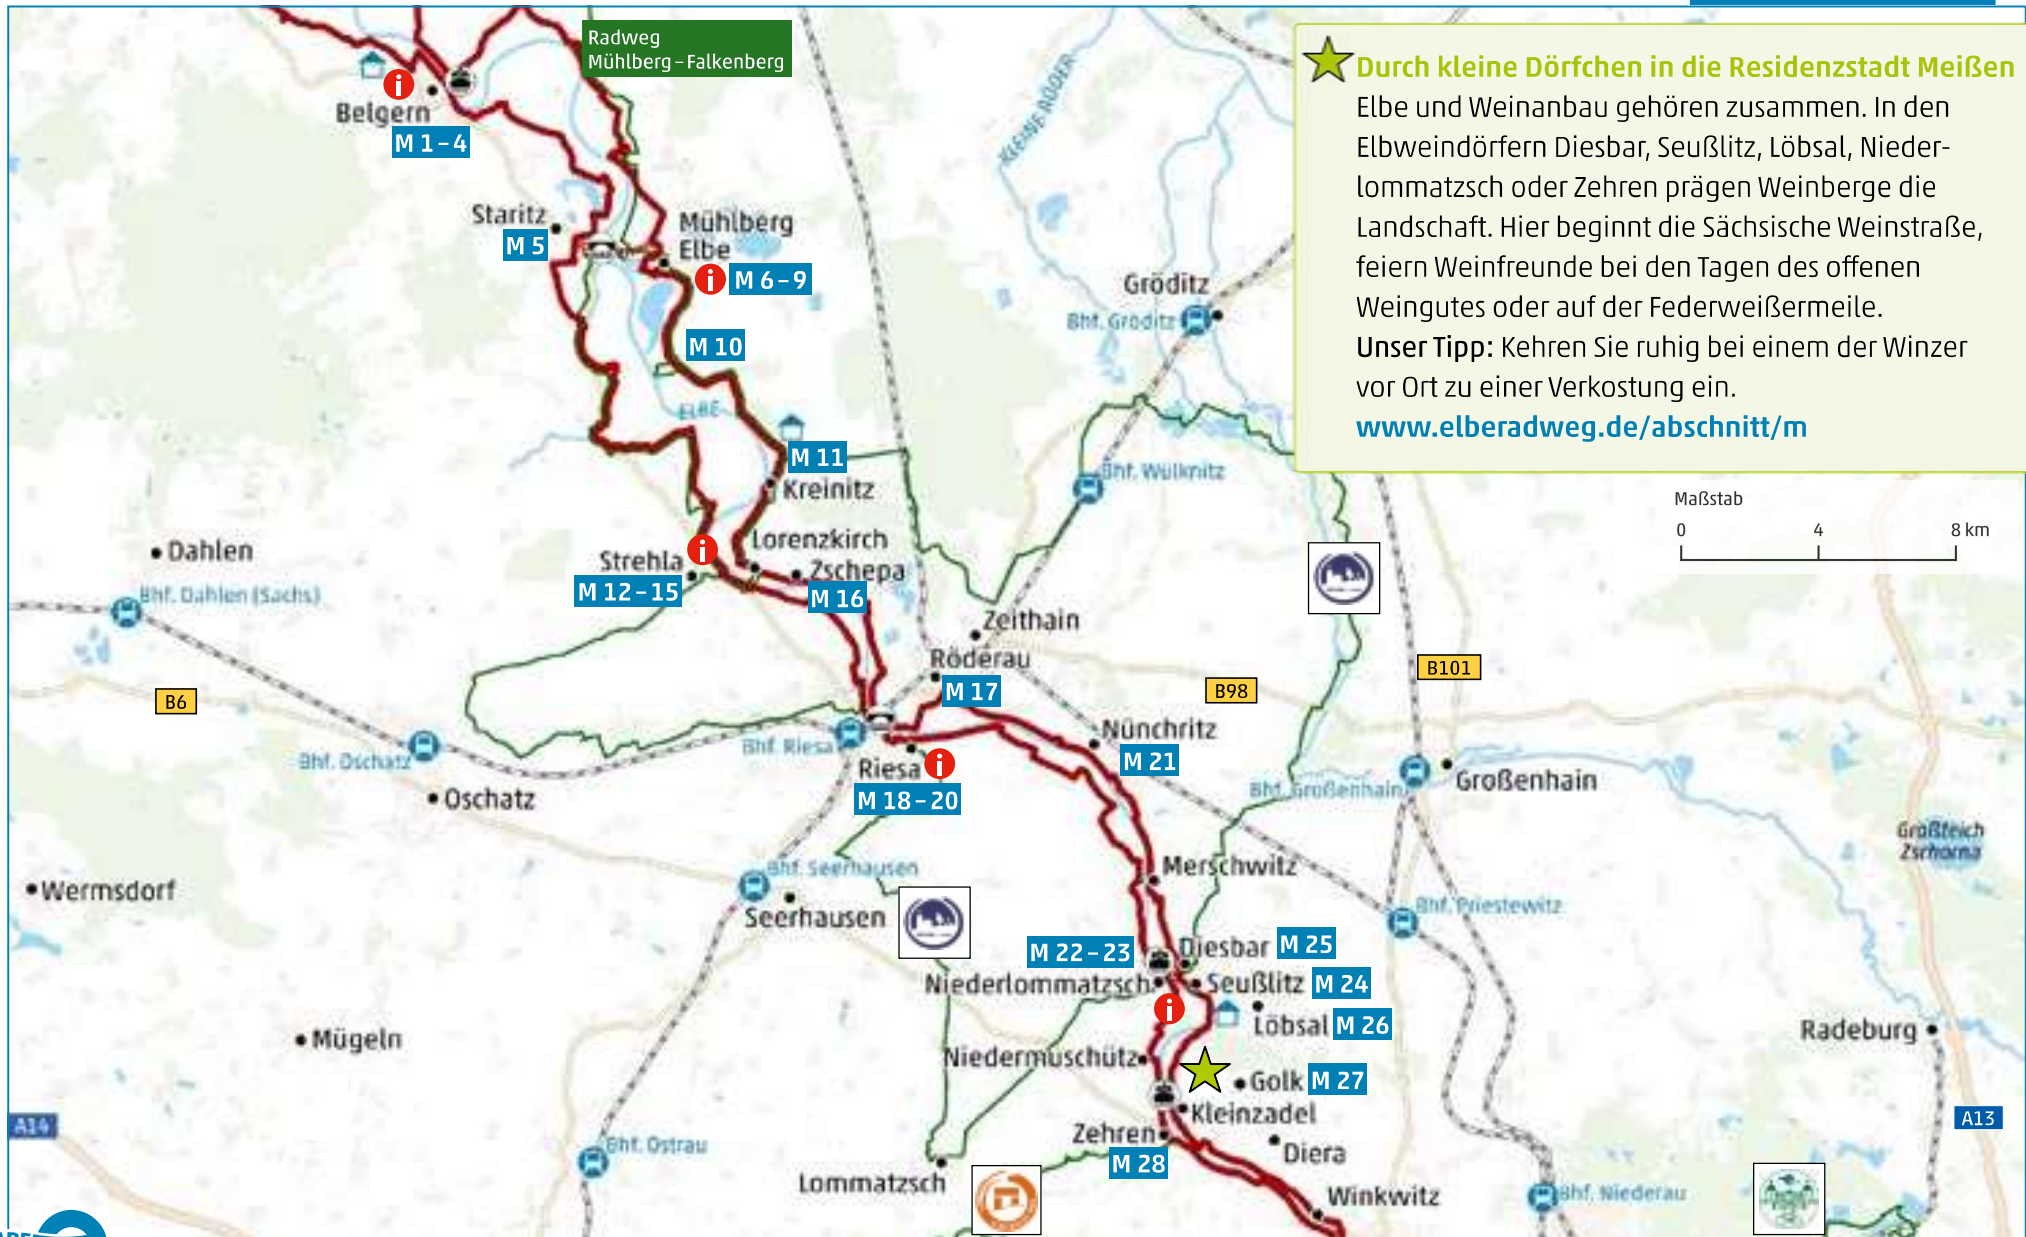 Radweg
Mühlberg – Falkenberg
Durch kleine Dörfchen in die Residenzstadt Meißen
Elbe und Weinanbau gehören zusammen. In den
Elbweindörfern Diesbar, Seußlitz, Löbsal, Nieder-
lommatzsch oder Zehren prägen Weinberge die
Landschaft. Hier beginnt die Sächsische Weinstraße,
feiern Weinfreunde bei den Tagen des offenen
Weingutes oder auf der Federweißermeile.
Unser Tipp: Kehren Sie ruhig bei einem der Winzer
vor Ort zu einer Verkostung ein.
www.elberadweg.de/abschnitt/m
Maßstab
0 4 8 km
KLEINE RÖDER
Belgern
M 1 – 4
Staritz
M 5
Mühlberg
Elbe
M 6 – 9
Gröditz
Bhf. Gröditz
M 10
ELBE
M 11
Kreinitz
Bhf. Wülknitz
Dahlen
Bhf. Dahlen (Sachs)
Lorenzkirch
Strehla
Zschepa
M 12 – 15
M 16
Zeithain
Röderau
M 17
B6
B98
B101
Nünchritz
M 21
Bhf. Riesa
Riesa
M 18 – 20
Bhf. Oschatz
Oschatz
Bhf. Großenhain
Großenhain
Großteich
Zschorna
Merschwitz
Bhf. Seerhausen
Seerhausen
Wermsdorf
Bhf. Priestewitz
M 22 – 23
Diesbar M 25
Niederlommatzsch
Seußlitz M 24
Löbsal M 26
Mügeln
Radeburg
Niedermuschütz
Golk M 27
Kleinzadel
A14
A13
Zehren
M 28
Diera
Bhf. Ostrau
Lommatzsch
Winkwitz
Bhf. Niederau